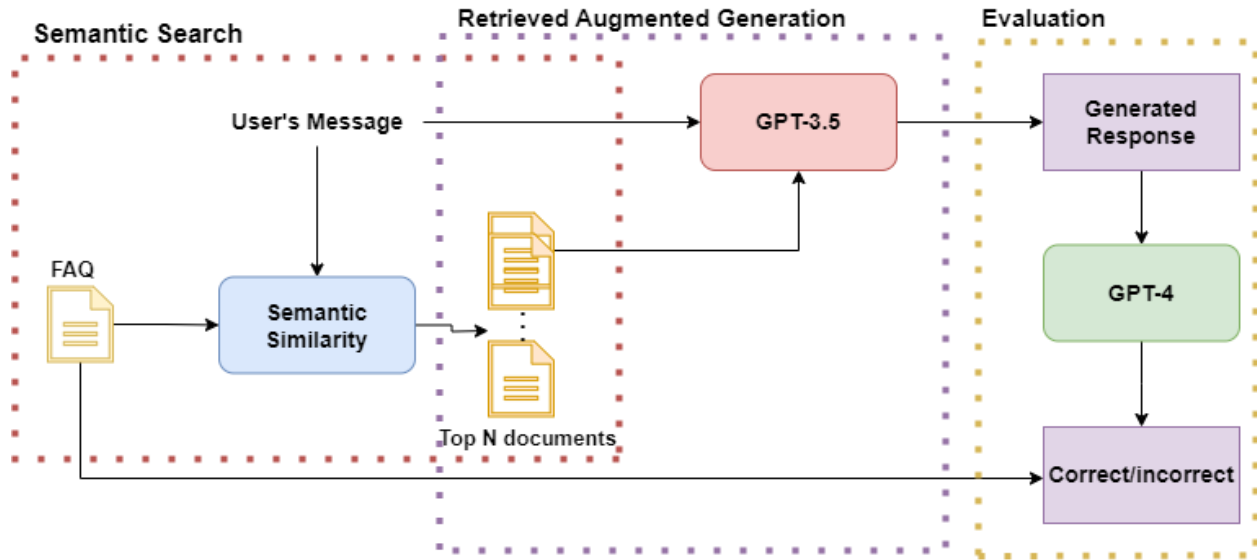 Semantic Search
Retrieved Augmented Generation
Evaluation
User's Message
GPT-3.5
Generated
Response
FAQ
Semantic
Similarity
GPT-4
Top N documents
Correct/incorrect